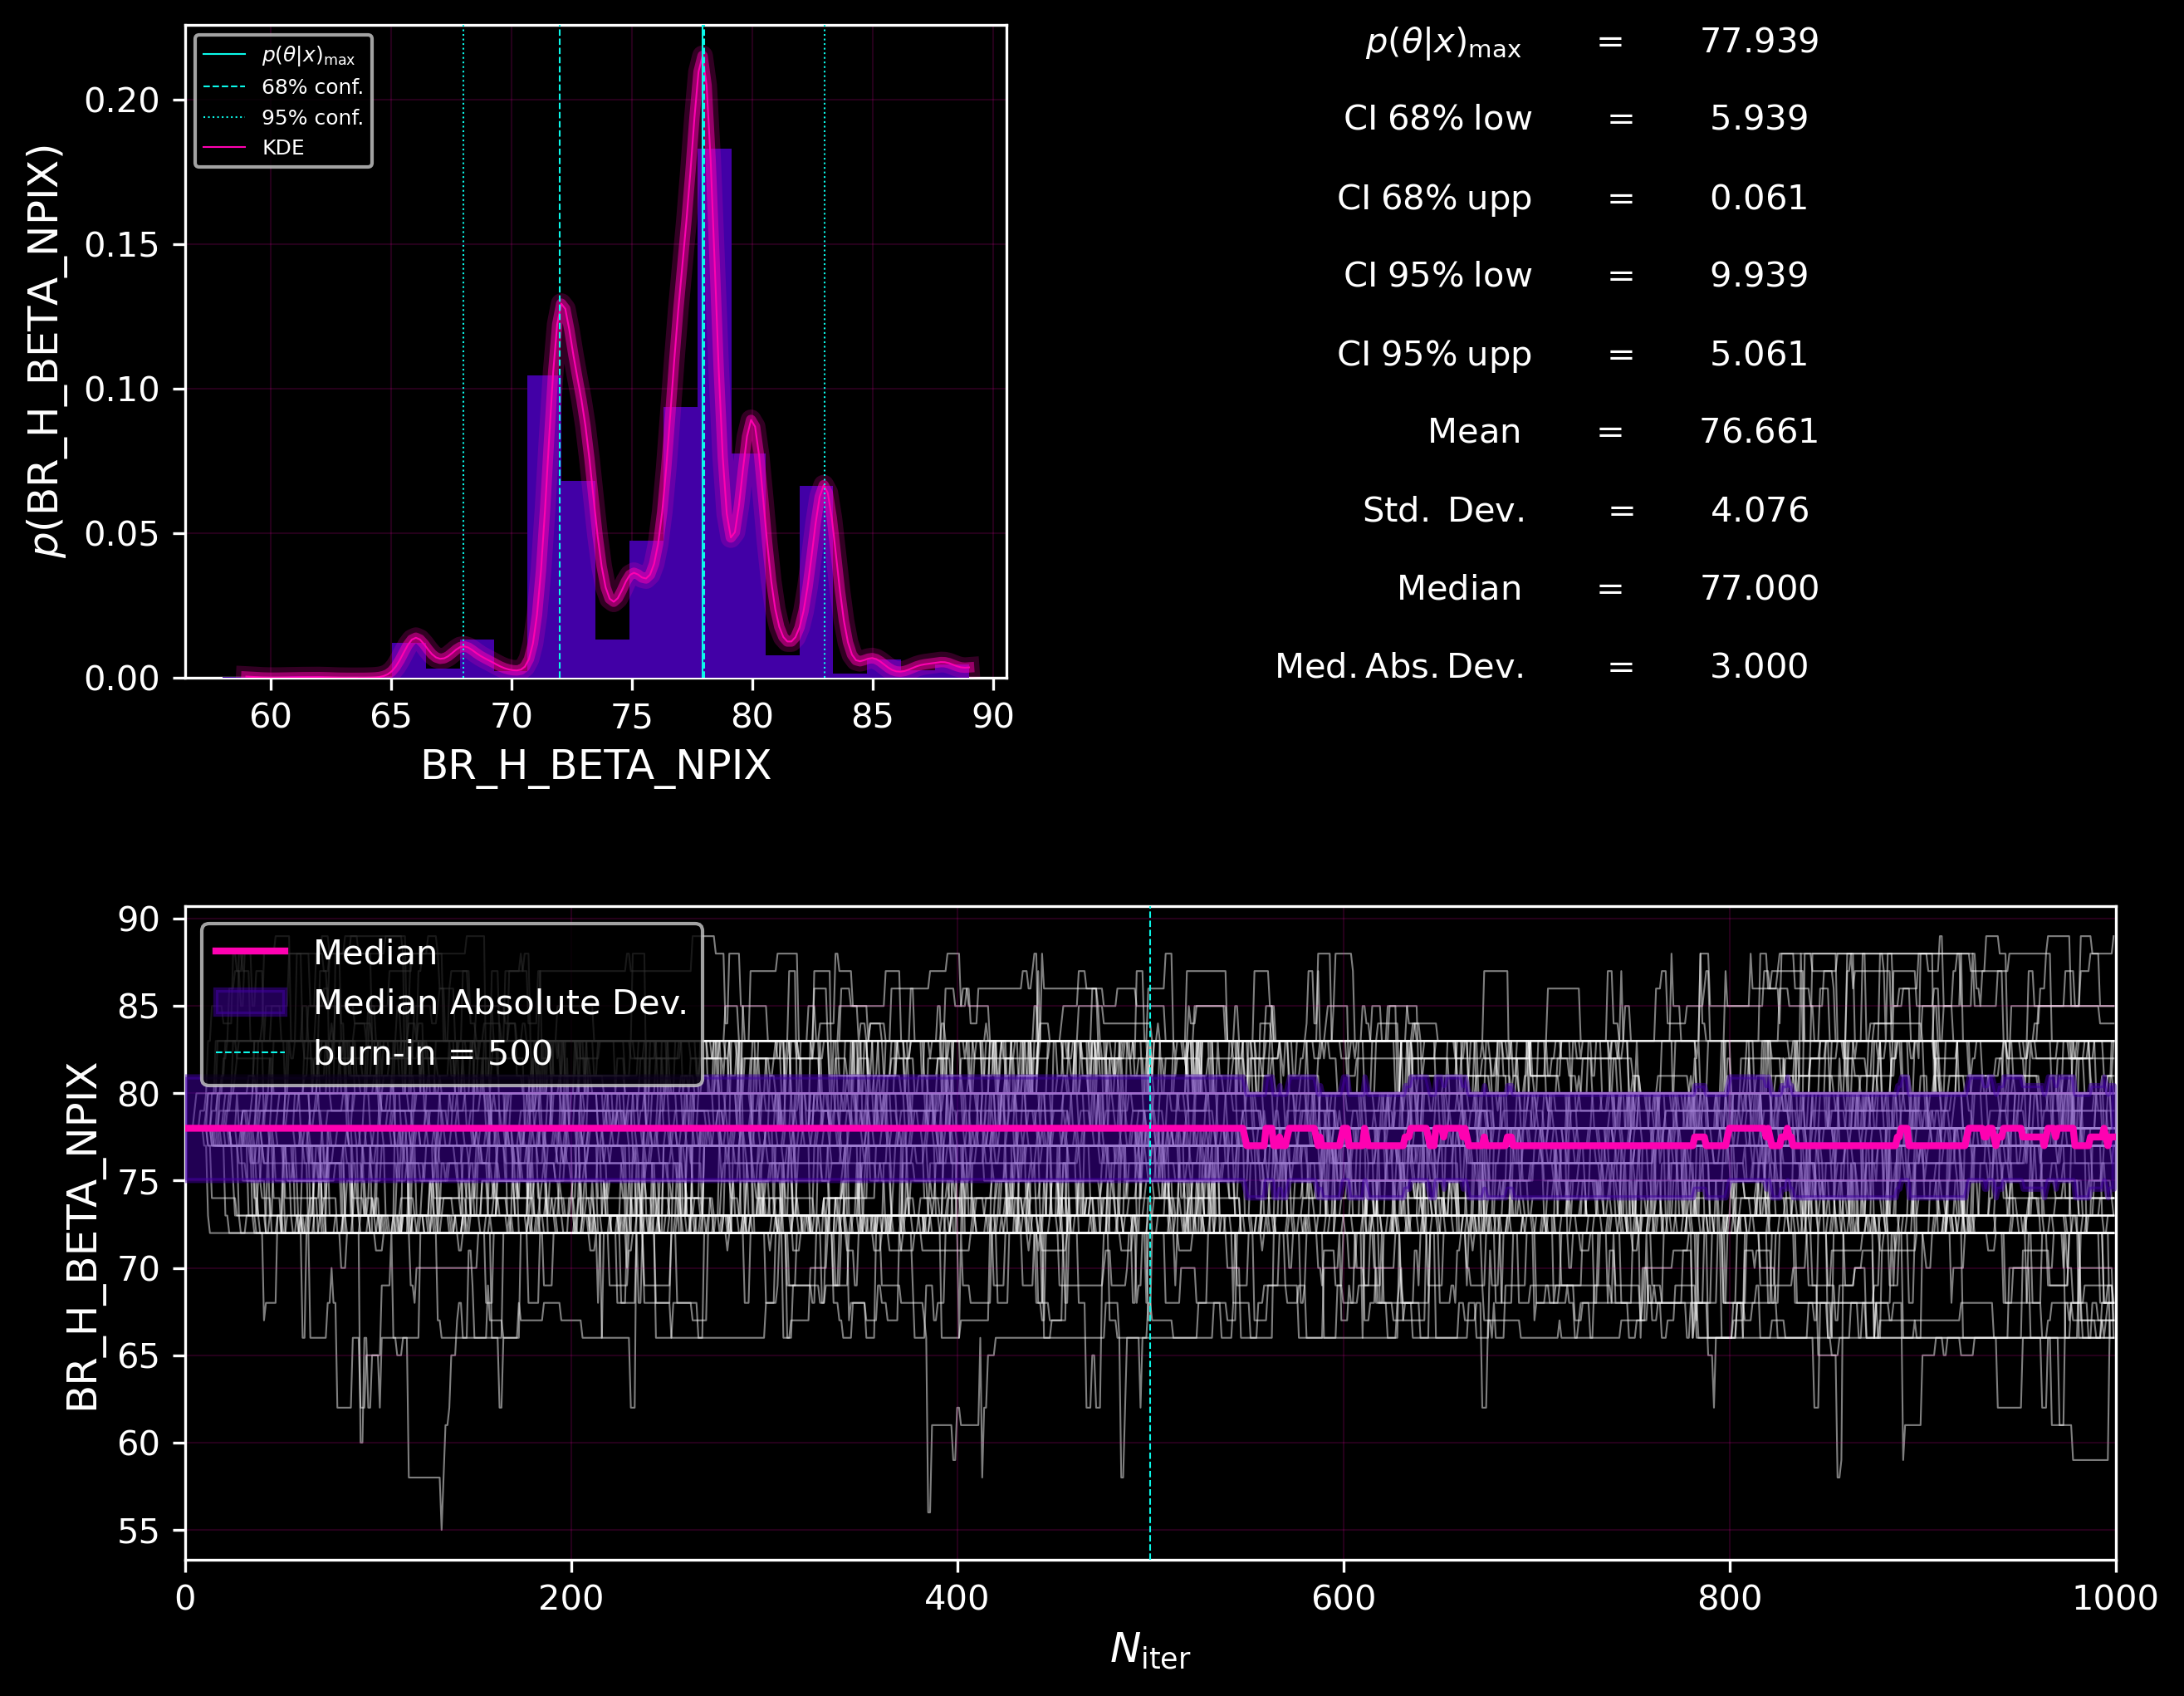 p(θ|x)max
68% conf.
95% conf.
KDE
0.20
0.15
0.10
0.05
0.00
p(BR_H_BETA_NPIX)
60 65 70 75 80 85 90
BR_H_BETA_NPIX
p(θ|x)max = 77.939
CI 68% low = 5.939
CI 68% upp = 0.061
CI 95% low = 9.939
CI 95% upp = 5.061
Mean = 76.661
Std. Dev. = 4.076
Median = 77.000
Med. Abs. Dev. = 3.000
Median
Median Absolute Dev.
burn-in = 500
90
85
80
75
70
65
60
55
BR_H_BETA_NPIX
0 200 400 600 800 1000
Niter